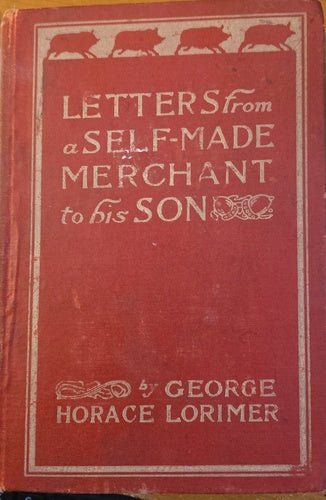 LETTERS from
a SELF-MADE
MERCHANT
to his SON
by GEORGE
HORACE LORIMER